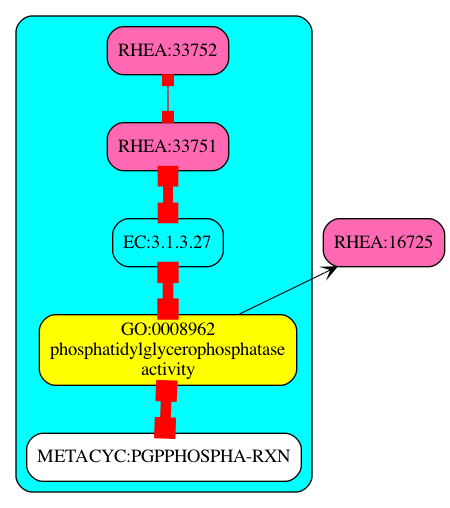 RHEA:33752
RHEA:33751
EC:3.1.3.27
RHEA:16725
GO:0008962
phosphatidylglycerophosphatase
activity
METACYC:PGPPHOSPHA-RXN